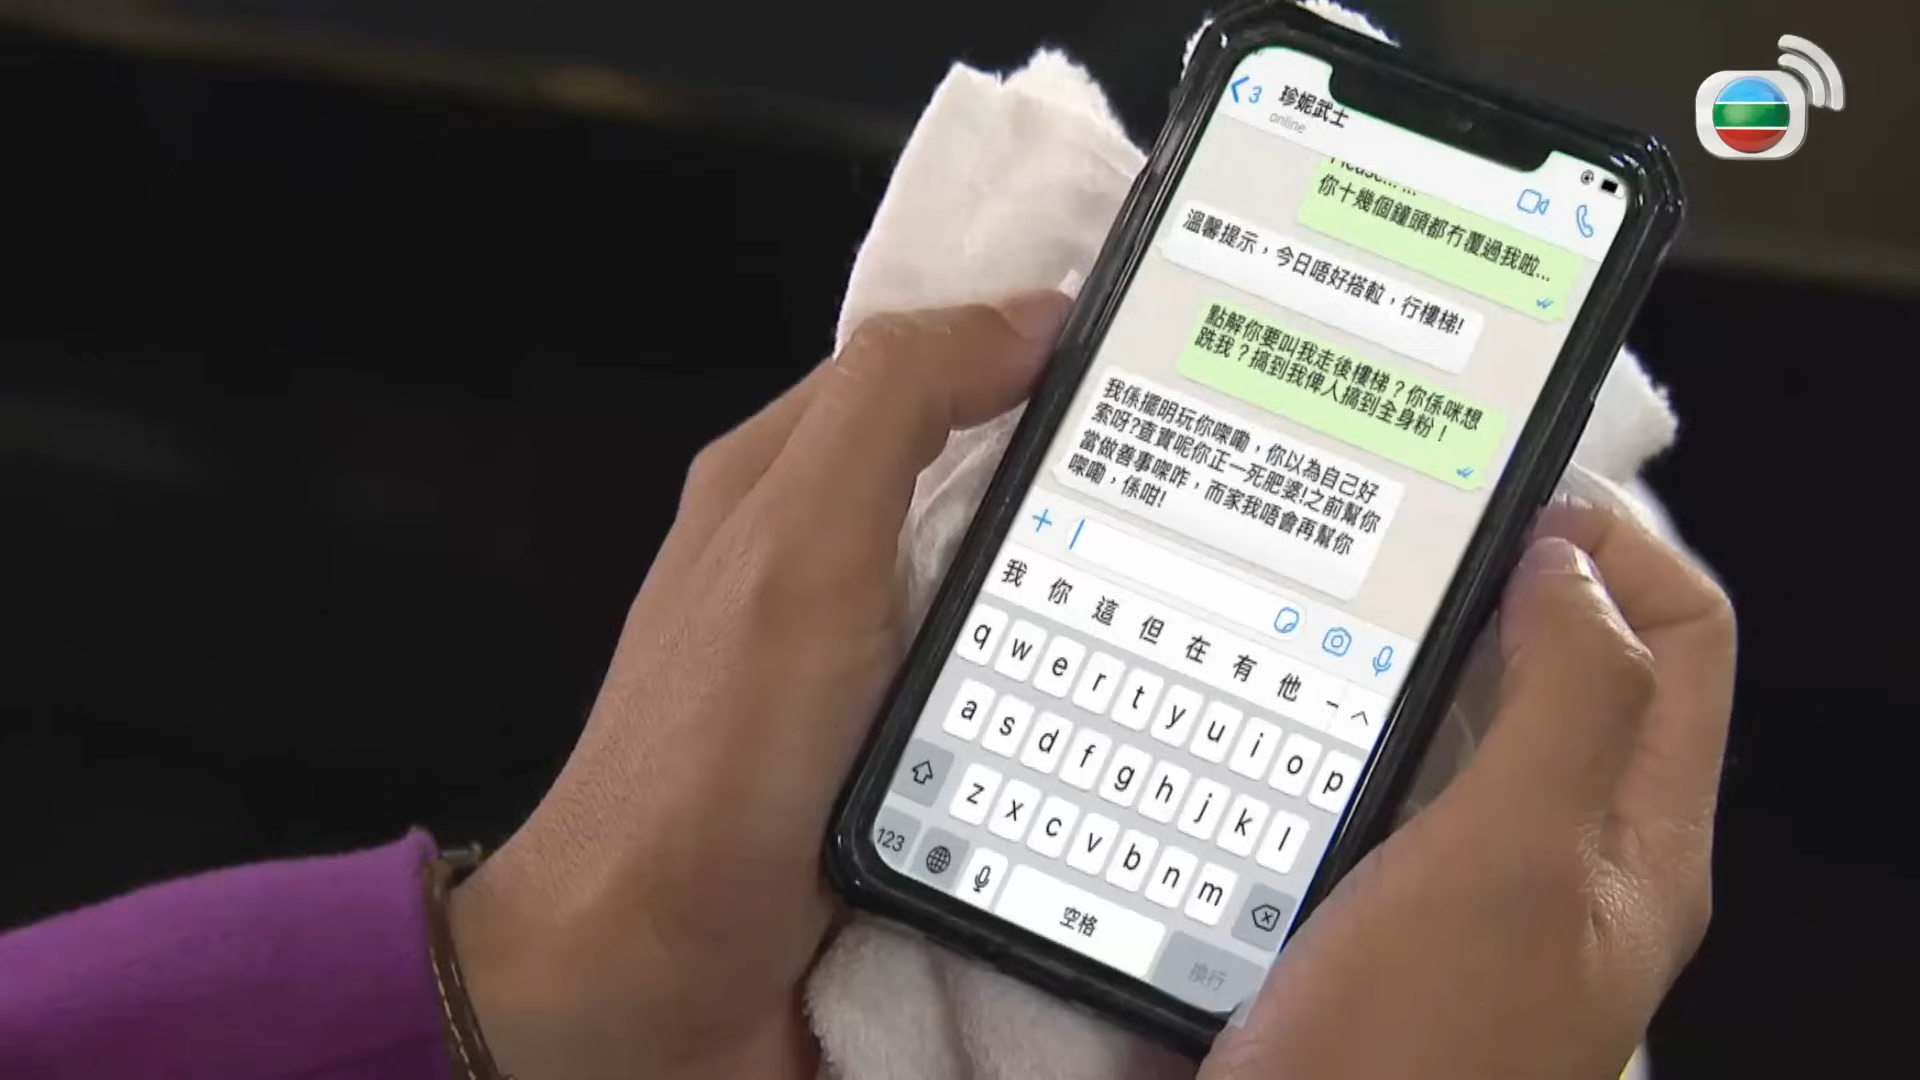 3 珍妮武士
online
你十幾個鐘頭都冇覆過我啦...
溫馨提示，今日唔好搭𨋢，行樓梯!
點解你要叫我走後樓梯？你係咪想
跣我？搞到我俾人搞到全身粉！
我係擺明玩你㗎嘞，你以為自己好
索呀?查實呢你正一死肥婆!之前幫你
當做善事㗎咋，而家我唔會再幫你
㗎嘞，係咁!
我 你 這 但 在 有 他 一
q w e r t y u i o p
a s d f g h j k l
z x c v b n m
123 空格 換行